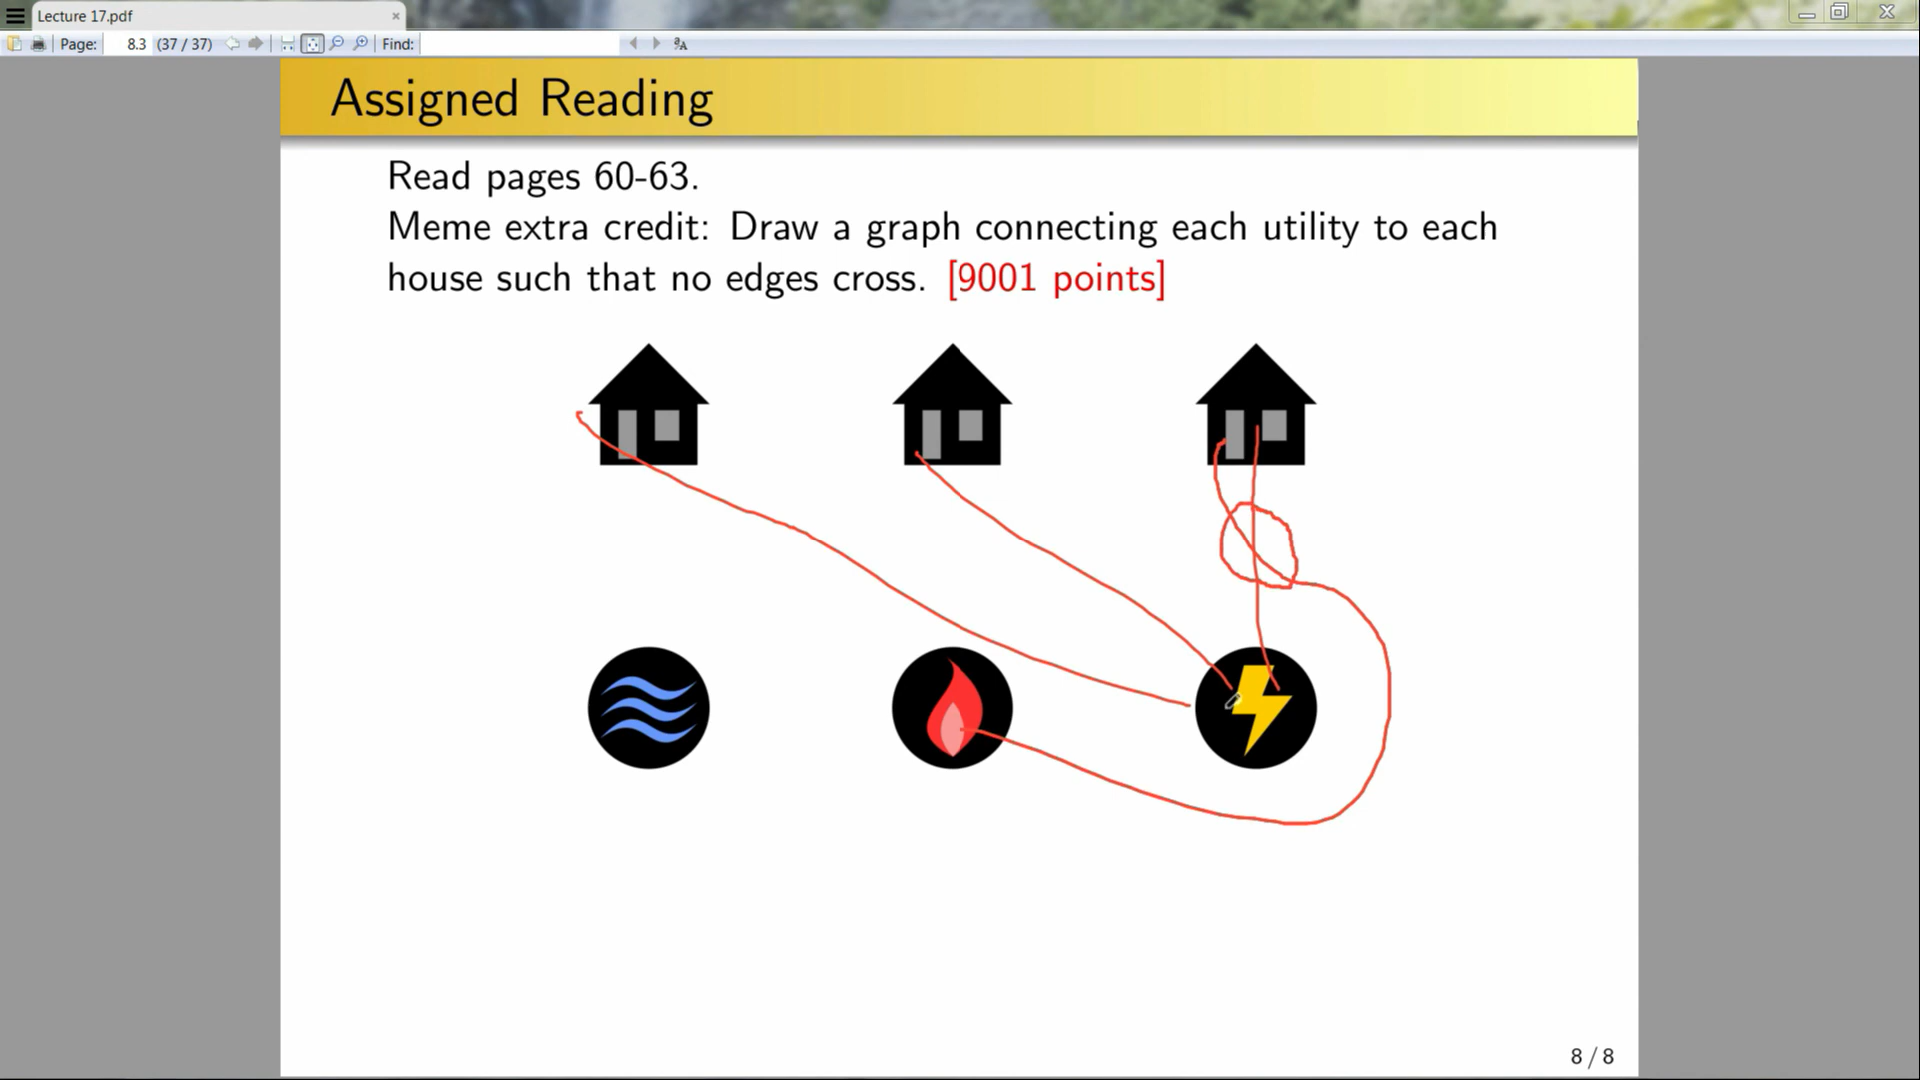 Lecture 17.pdf
Page: 8.3 (37 / 37) Find:
Assigned Reading
Read pages 60-63.
Meme extra credit: Draw a graph connecting each utility to each
house such that no edges cross. [9001 points]
8 / 8